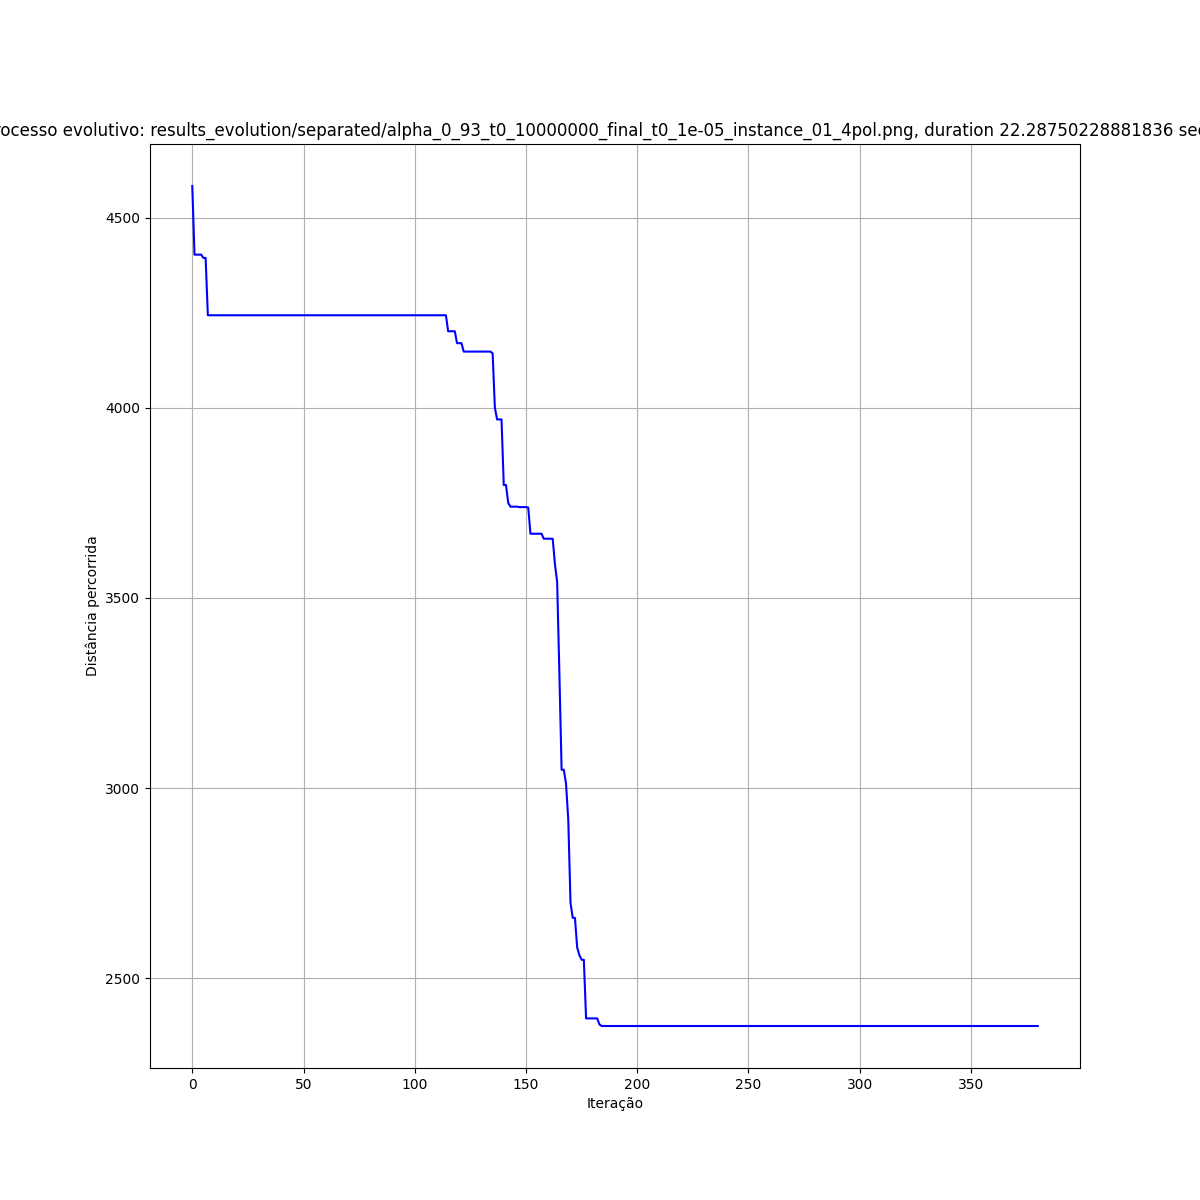 ocesso evolutivo: results_evolution/separated/alpha_0_93_t0_10000000_final_t0_1e-05_instance_01_4pol.png, duration 22.28750228881836 sec
4500
4000
3500
3000
2500
Distância percorrida
0 50 100 150 200 250 300 350
Iteração